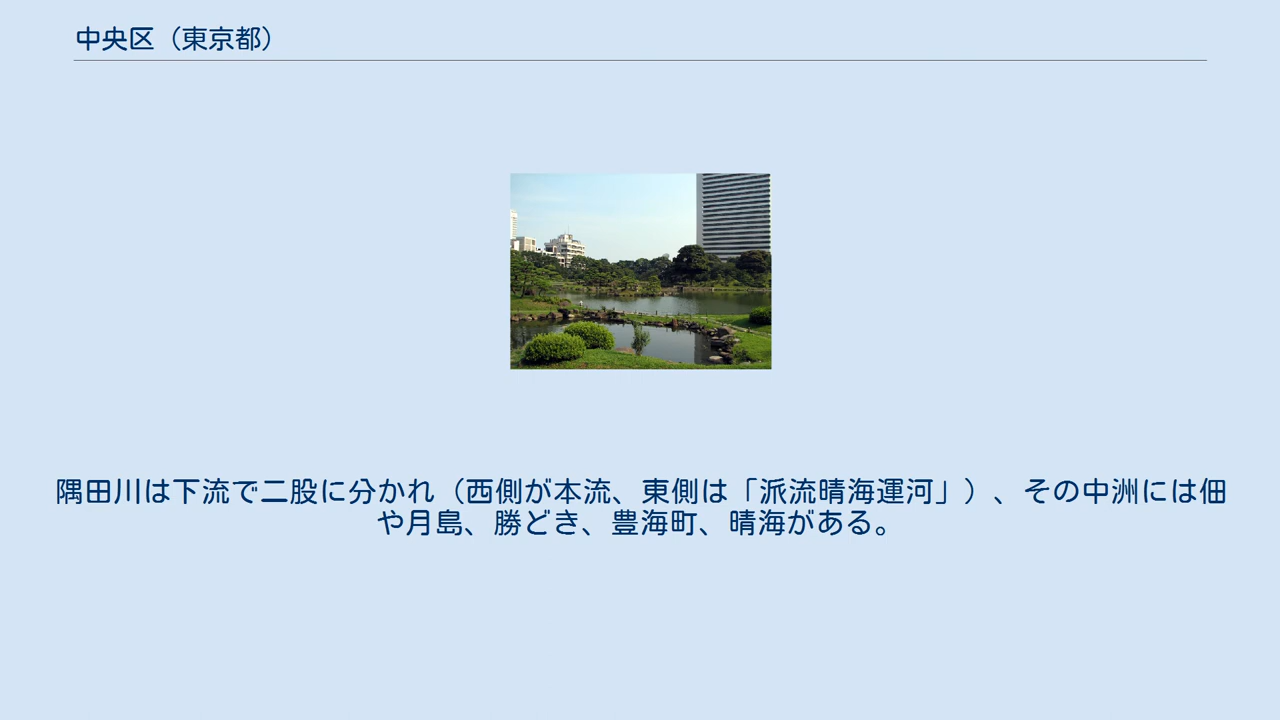 中央区（東京都）
隅田川は下流で二股に分かれ（西側が本流、東側は「派流晴海運河」）、その中洲には佃
や月島、勝どき、豊海町、晴海がある。